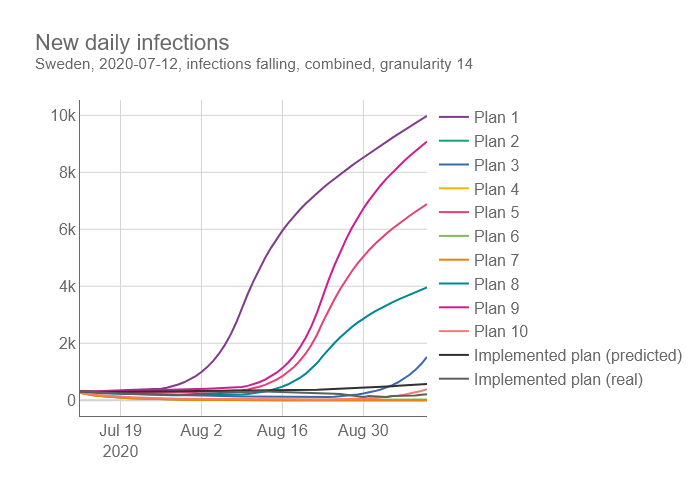 New daily infections
Sweden, 2020-07-12, infections falling, combined, granularity 14
10k
8k
6k
4k
2k
0
Jul 19
2020
Aug 2
Aug 16
Aug 30
Plan 1
Plan 2
Plan 3
Plan 4
Plan 5
Plan 6
Plan 7
Plan 8
Plan 9
Plan 10
Implemented plan (predicted)
Implemented plan (real)